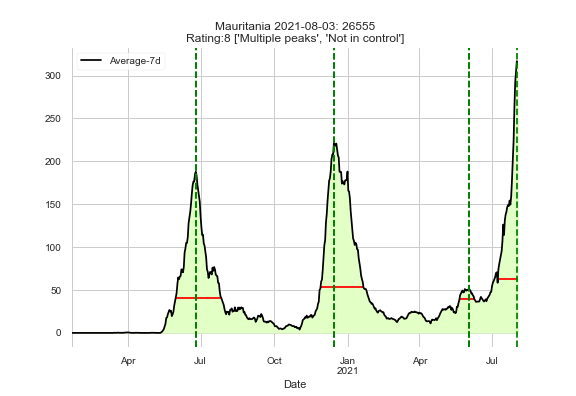 Mauritania 2021-08-03: 26555
Rating:8 ['Multiple peaks', 'Not in control']
Average-7d
300
250
200
150
100
50
0
Apr
Jul
Oct
Jan
2021
Apr
Jul
Date